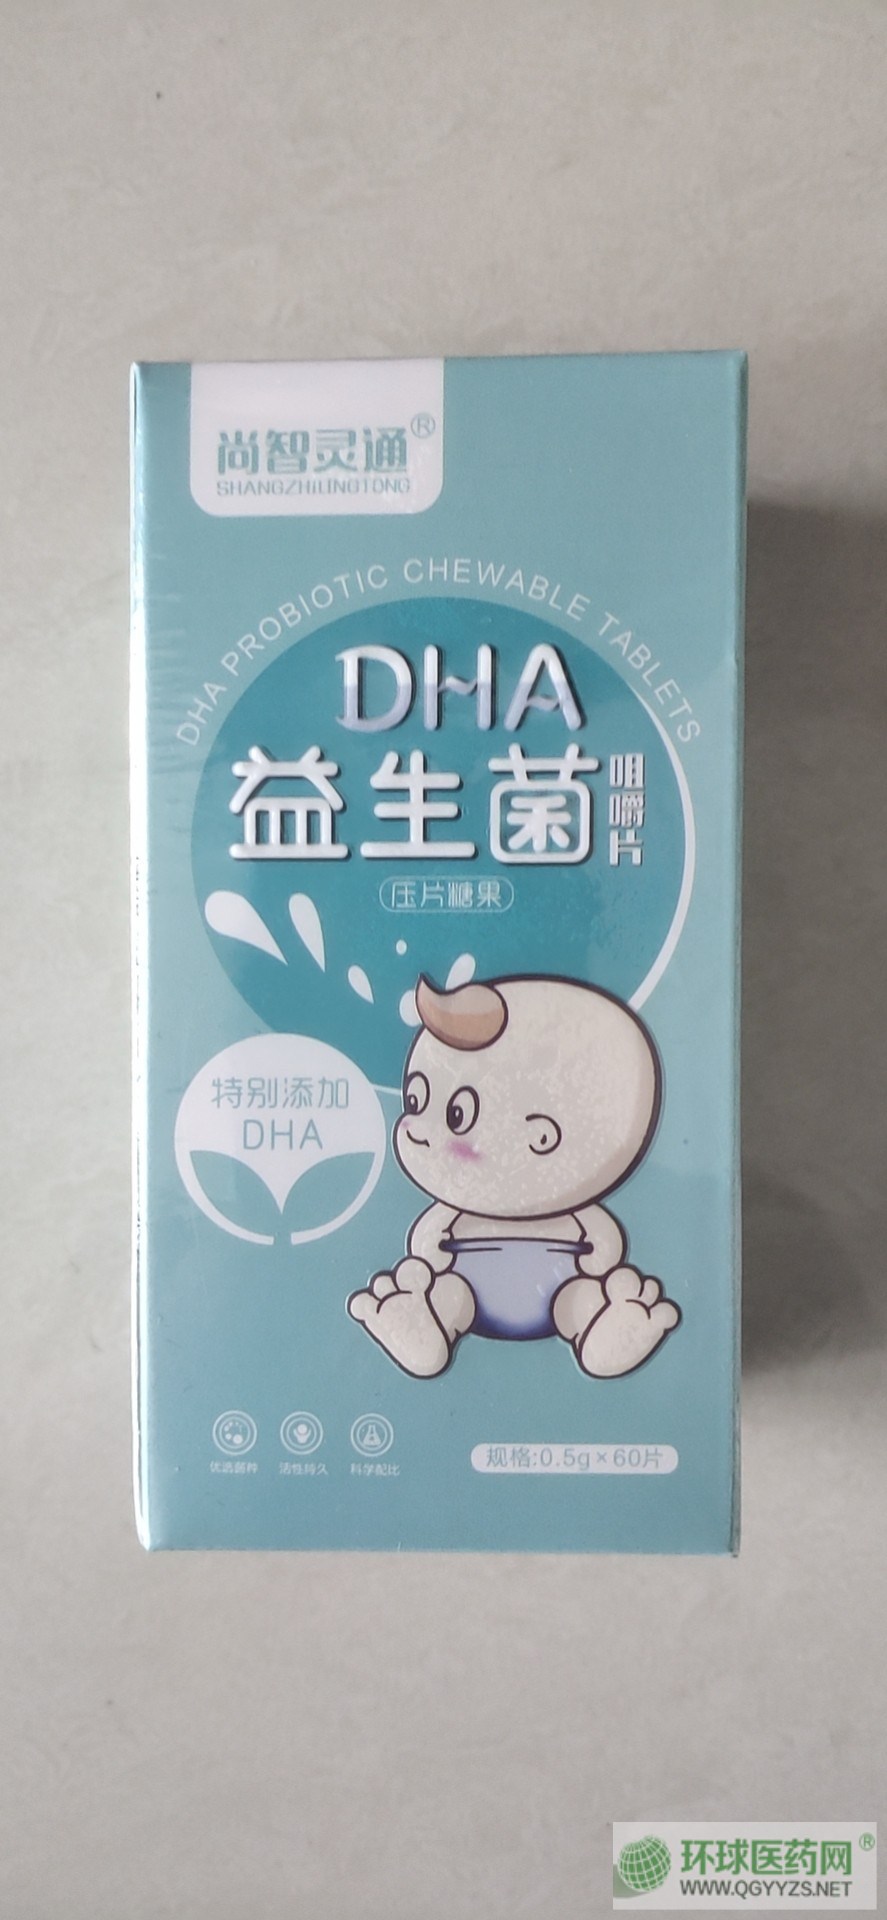 尚智灵通®
SHANGZHILINGTONG
DHA PROBIOTIC CHEWABLE TABLETS
DHA
益生菌
咀嚼片
压片糖果
特别添加
DHA
优选菌种 活性持久 科学配比
规格:0.5g×60片
环球医药网®
WWW.QGYYZS.NET